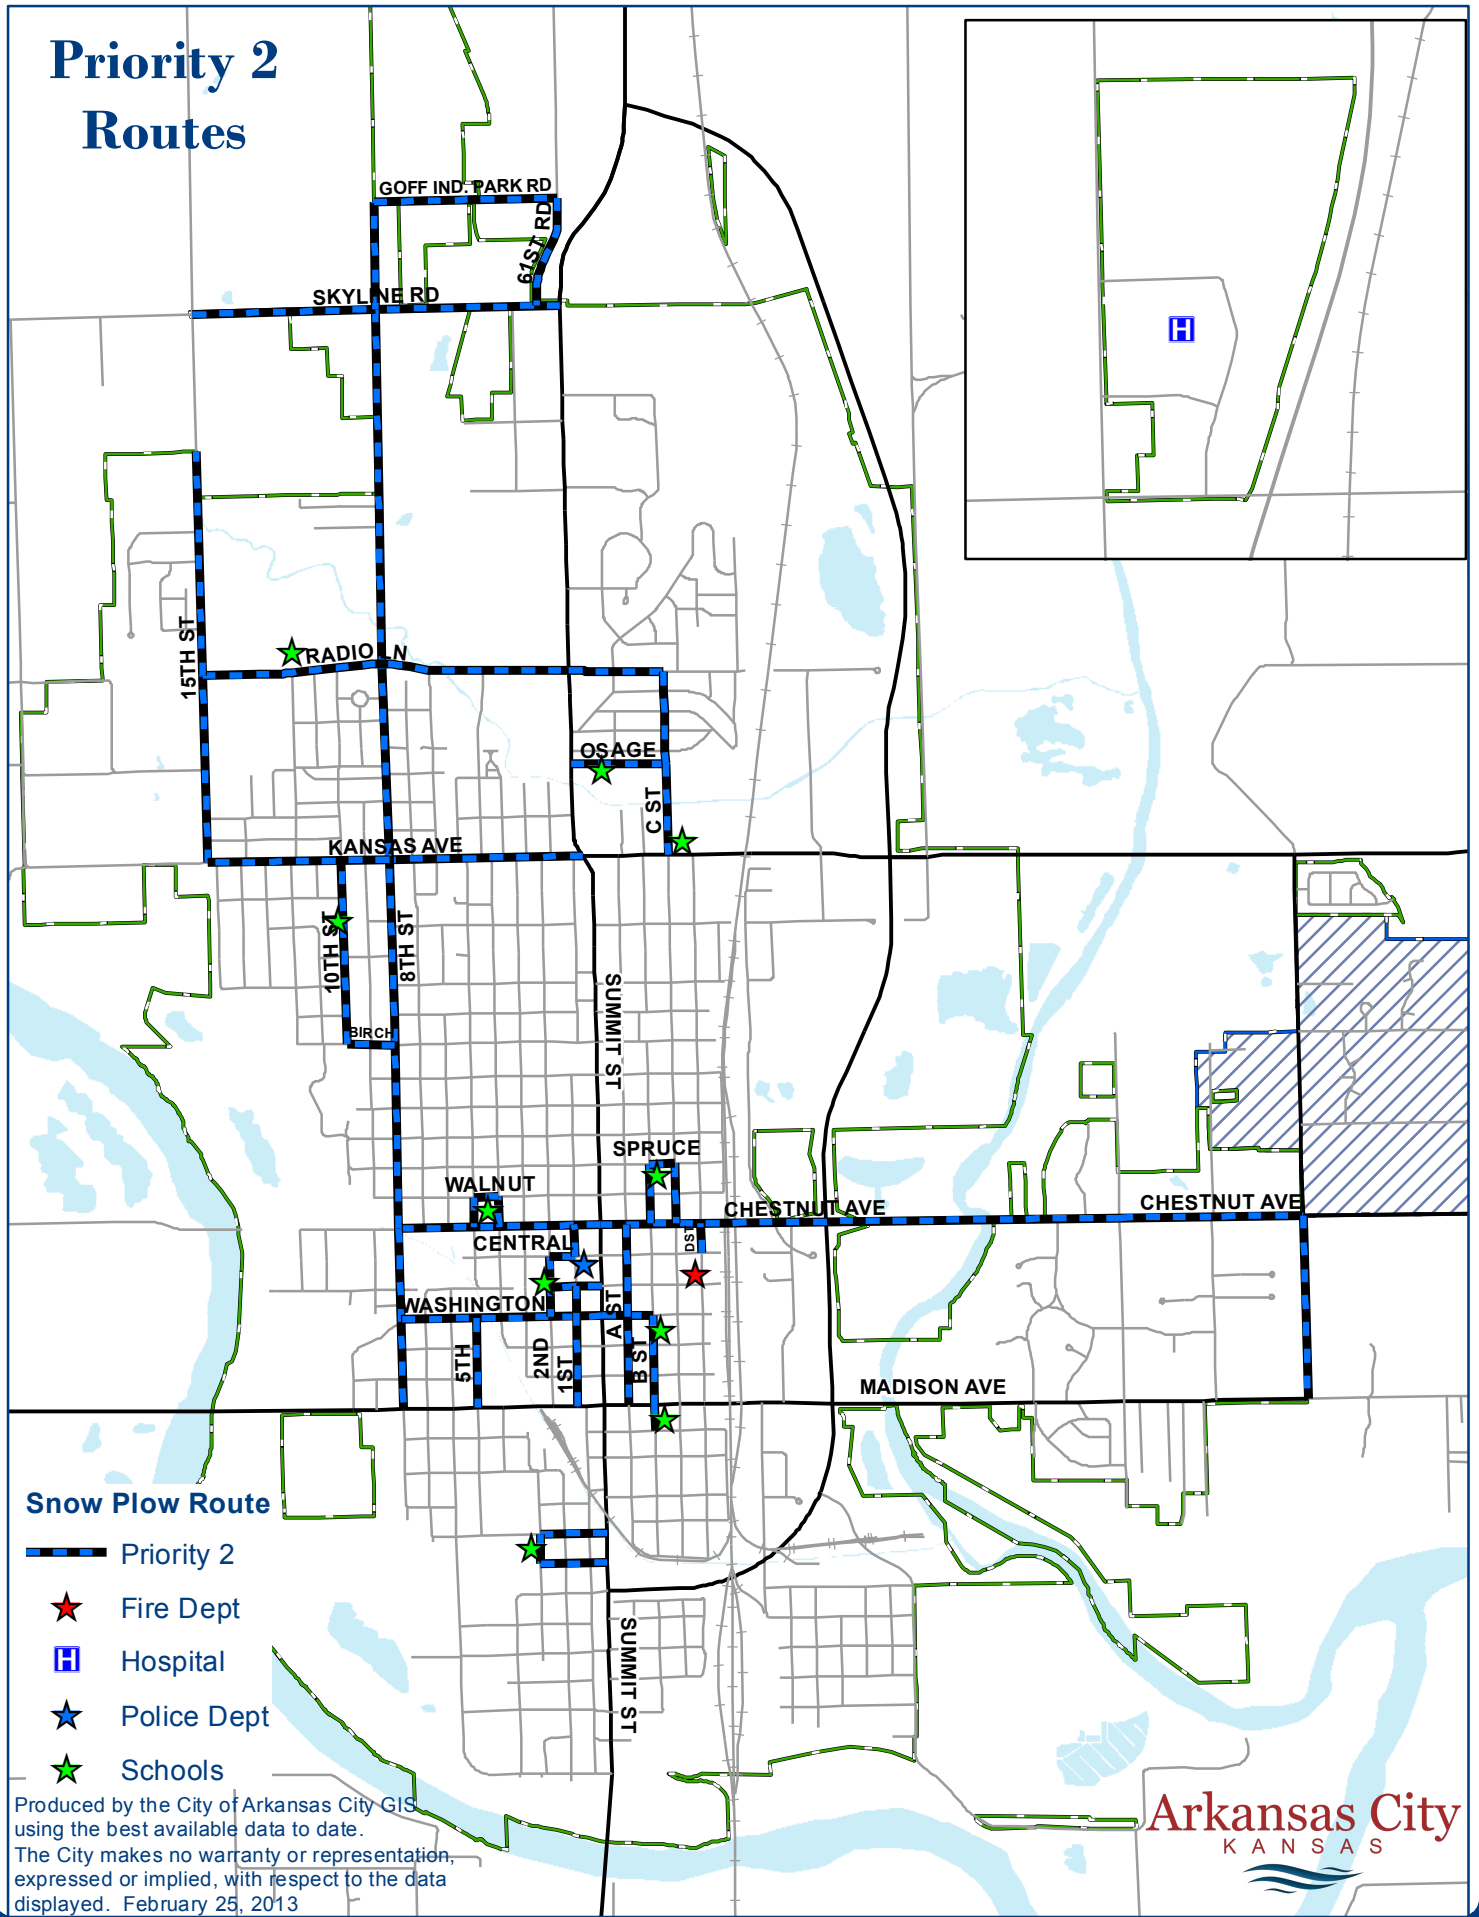 Priority 2
Routes
GOFF IND. PARK RD
61ST RD
SKYLINE RD
H
15TH ST
RADIO LN
OSAGE
C ST
KANSAS AVE
10TH ST
8TH ST
BIRCH
SUMMIT ST
SPRUCE
WALNUT
CHESTNUT AVE
CHESTNUT AVE
CENTRAL
D ST
WASHINGTON
A ST
B ST
5TH
2ND
1ST
MADISON AVE
SUMMIT ST
Snow Plow Route
Priority 2
Fire Dept
H Hospital
Police Dept
Schools
Produced by the City of Arkansas City GIS
using the best available data to date.
The City makes no warranty or representation,
expressed or implied, with respect to the data
displayed. February 25, 2013
Arkansas City
KANSAS